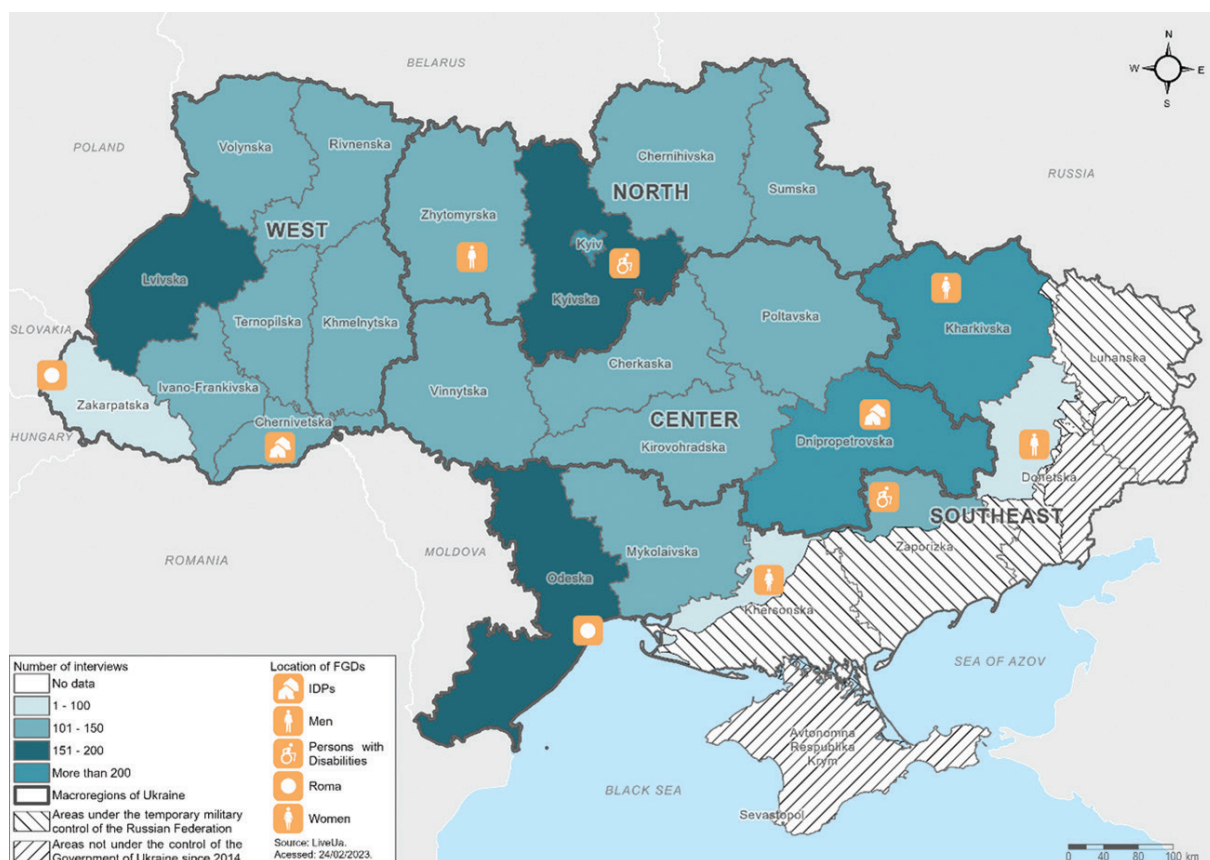 N
W
E
S
BELARUS
POLAND
RUSSIA
Volynska
Rivnenska
Chernihivska
Sumska
Zhytomyrska
NORTH
WEST
Kyiv
Lvivska
Kyivska
Ternopilska
Khmelnytska
Poltavska
Kharkivska
SLOVAKIA
Luhanska
Cherkaska
Ivano-Frankivska
Vinnytska
Zakarpatska
Chernivetska
CENTER
HUNGARY
Kirovohradska
Dnipropetrovska
Donetska
SOUTHEAST
ROMANIA
MOLDOVA
Mykolaivska
Zaporizka
Odeska
Khersonska
SEA OF AZOV
Avtonomna
Respublika
Krym
BLACK SEA
Sevastopol
Number of interviews
No data
1 - 100
101 - 150
151 - 200
More than 200
Macroregions of Ukraine
Areas under the temporary military
control of the Russian Federation
Areas not under the control of the
Government of Ukraine since 2014
Location of FGDs
IDPs
Men
Persons with
Disabilities
Roma
Women
Source: LiveUa.
Acessed: 24/02/2023.
0 40 80 100 km